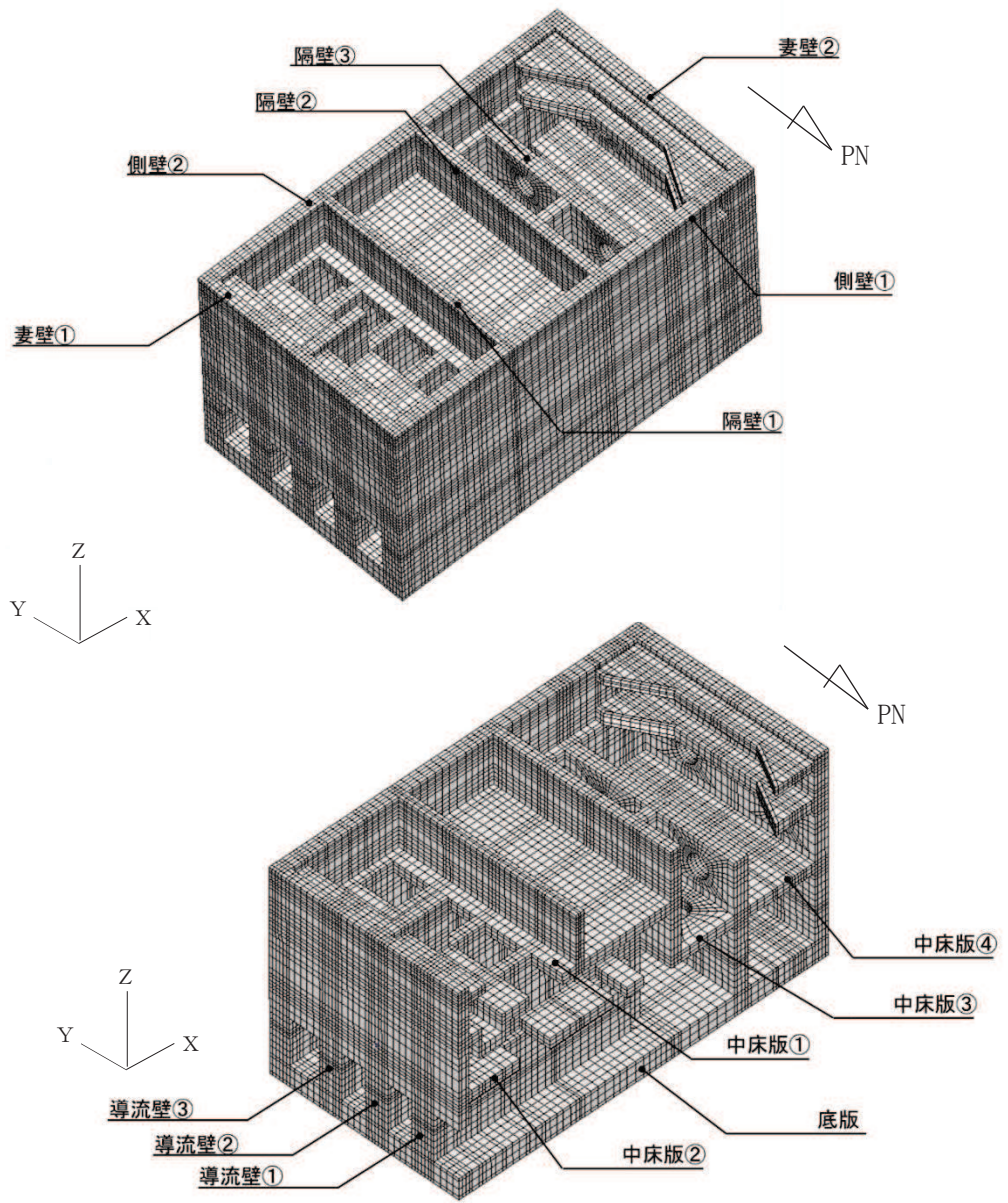 隔壁③
妻壁②
隔壁②
PN
側壁②
側壁①
妻壁①
隔壁①
Z
Y
X
PN
中床版④
中床版③
Z
Y
X
中床版①
導流壁③
底版
導流壁②
中床版②
導流壁①